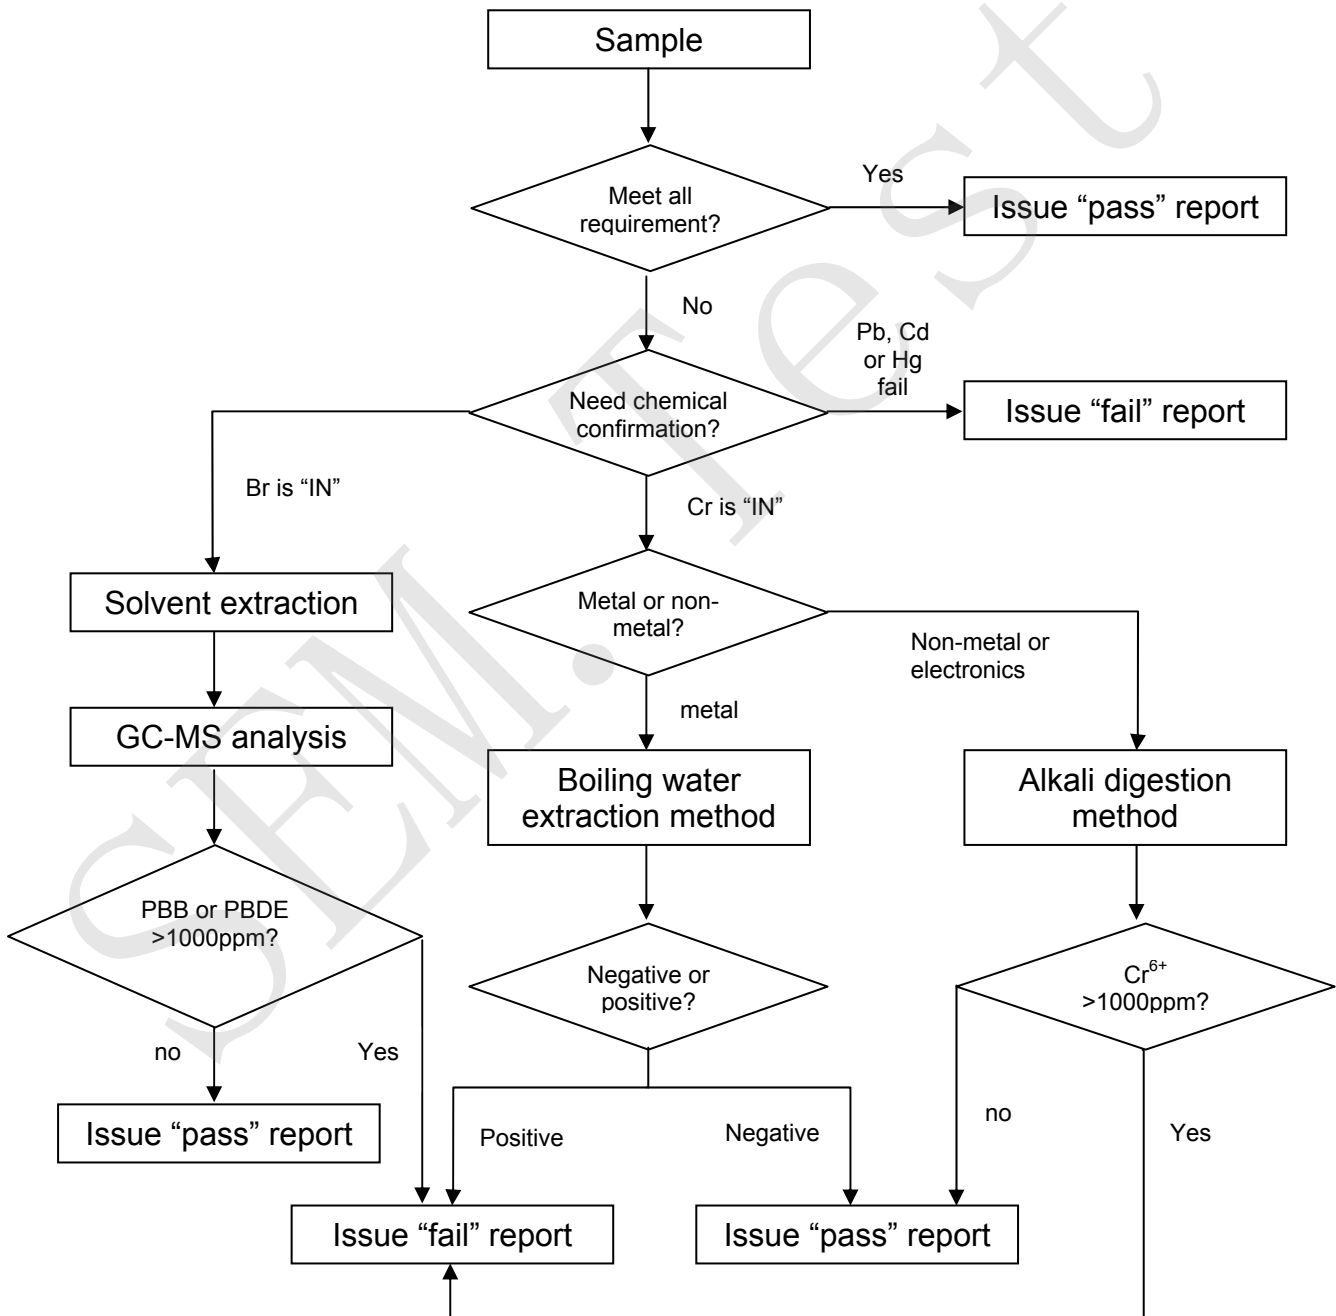 Sample
Meet all
requirement?
Yes
Issue “pass” report
No
Pb, Cd
or Hg
fail
Need chemical
confirmation?
Issue “fail” report
Br is “IN”
Cr is “IN”
Solvent extraction
Metal or non-
metal?
Non-metal or
electronics
GC-MS analysis
metal
Boiling water
extraction method
Alkali digestion
method
PBB or PBDE
>1000ppm?
Negative or
positive?
Cr6+
>1000ppm?
no
Yes
Issue “pass” report
Positive
Negative
no
Yes
Issue “fail” report
Issue “pass” report
SEM.Test